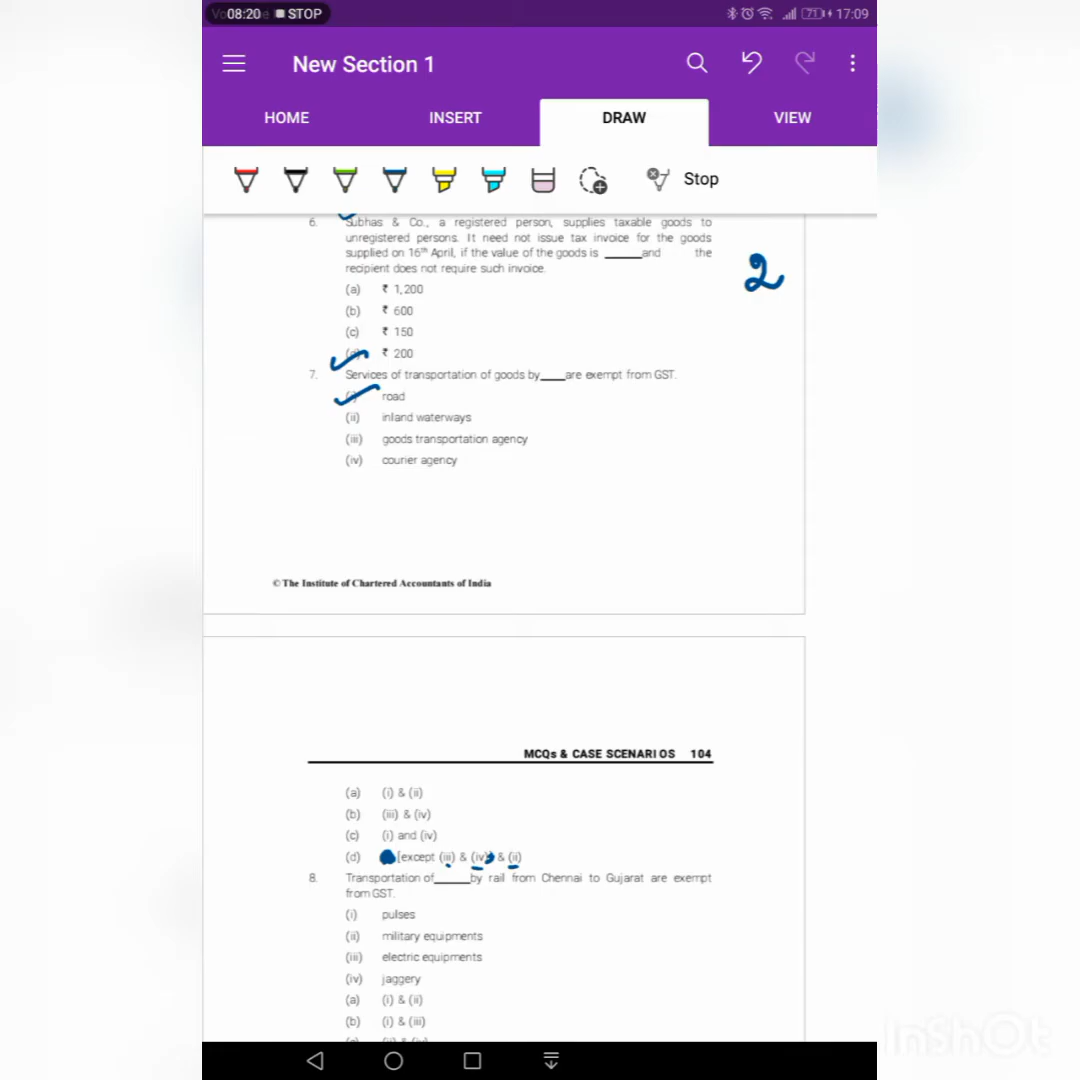 08:20 STOP
17:09
71
New Section 1
HOME INSERT DRAW VIEW
Stop
6. Subhas & Co., a registered person, supplies taxable goods to
unregistered persons. It need not issue tax invoice for the goods
supplied on 16th April, if the value of the goods is ______and the
recipient does not require such invoice.
2
(a) ₹ 1,200
(b) ₹ 600
(c) ₹ 150
₹ 200
7. Services of transportation of goods by____are exempt from GST.
road
(ii) inland waterways
(iii) goods transportation agency
(iv) courier agency
© The Institute of Chartered Accountants of India
MCQs & CASE SCENARIOS 104
(a) (i) & (ii)
(b) (iii) & (iv)
(c) (i) and (iv)
(d) [except (iii) & (iv) & (ii)
8. Transportation of______by rail from Chennai to Gujarat are exempt
from GST.
(i) pulses
(ii) military equipments
(iii) electric equipments
(iv) jaggery
(a) (i) & (ii)
(b) (i) & (iii)
InShOt